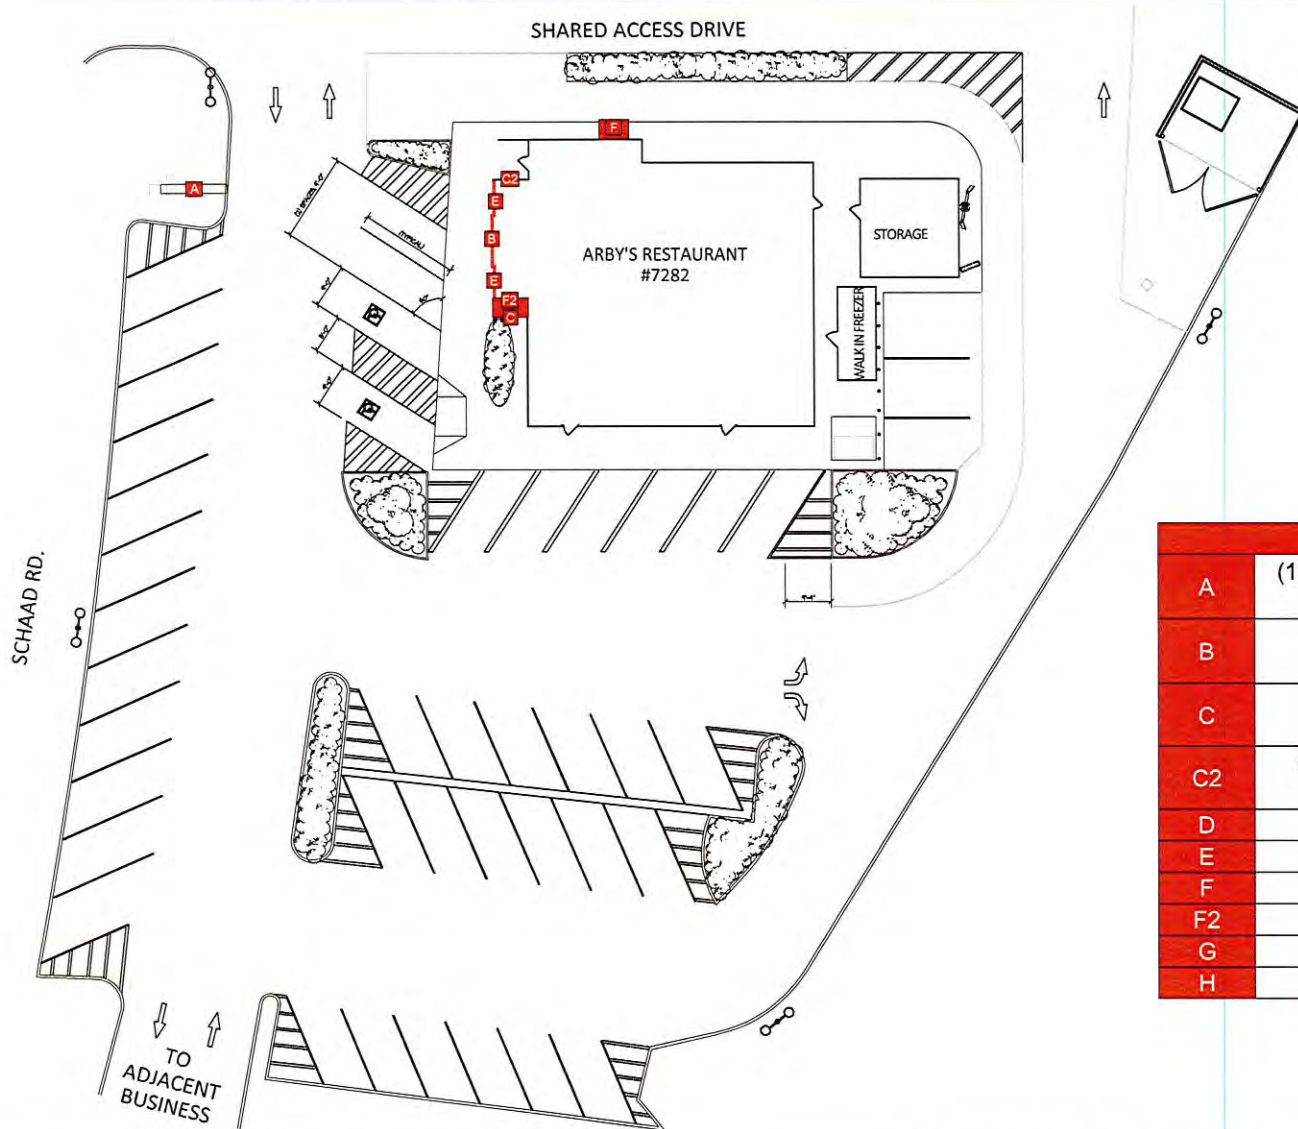 SHARED ACCESS DRIVE
A
F
C2
E
B
E
F2
C
(TYPICAL)
ARBY'S RESTAURANT
#7282
STORAGE
WALK IN FREEZER
SCHAAD RD.
TO
ADJACENT
BUSINESS
A
(1
B
C
C2
D
E
F
F2
G
H